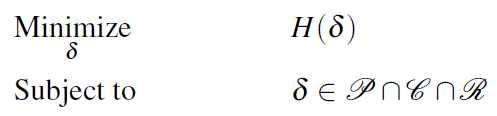 Minimize H(δ)
δ
Subject to δ ∈ 𝒫 ∩ 𝒞 ∩ ℛ